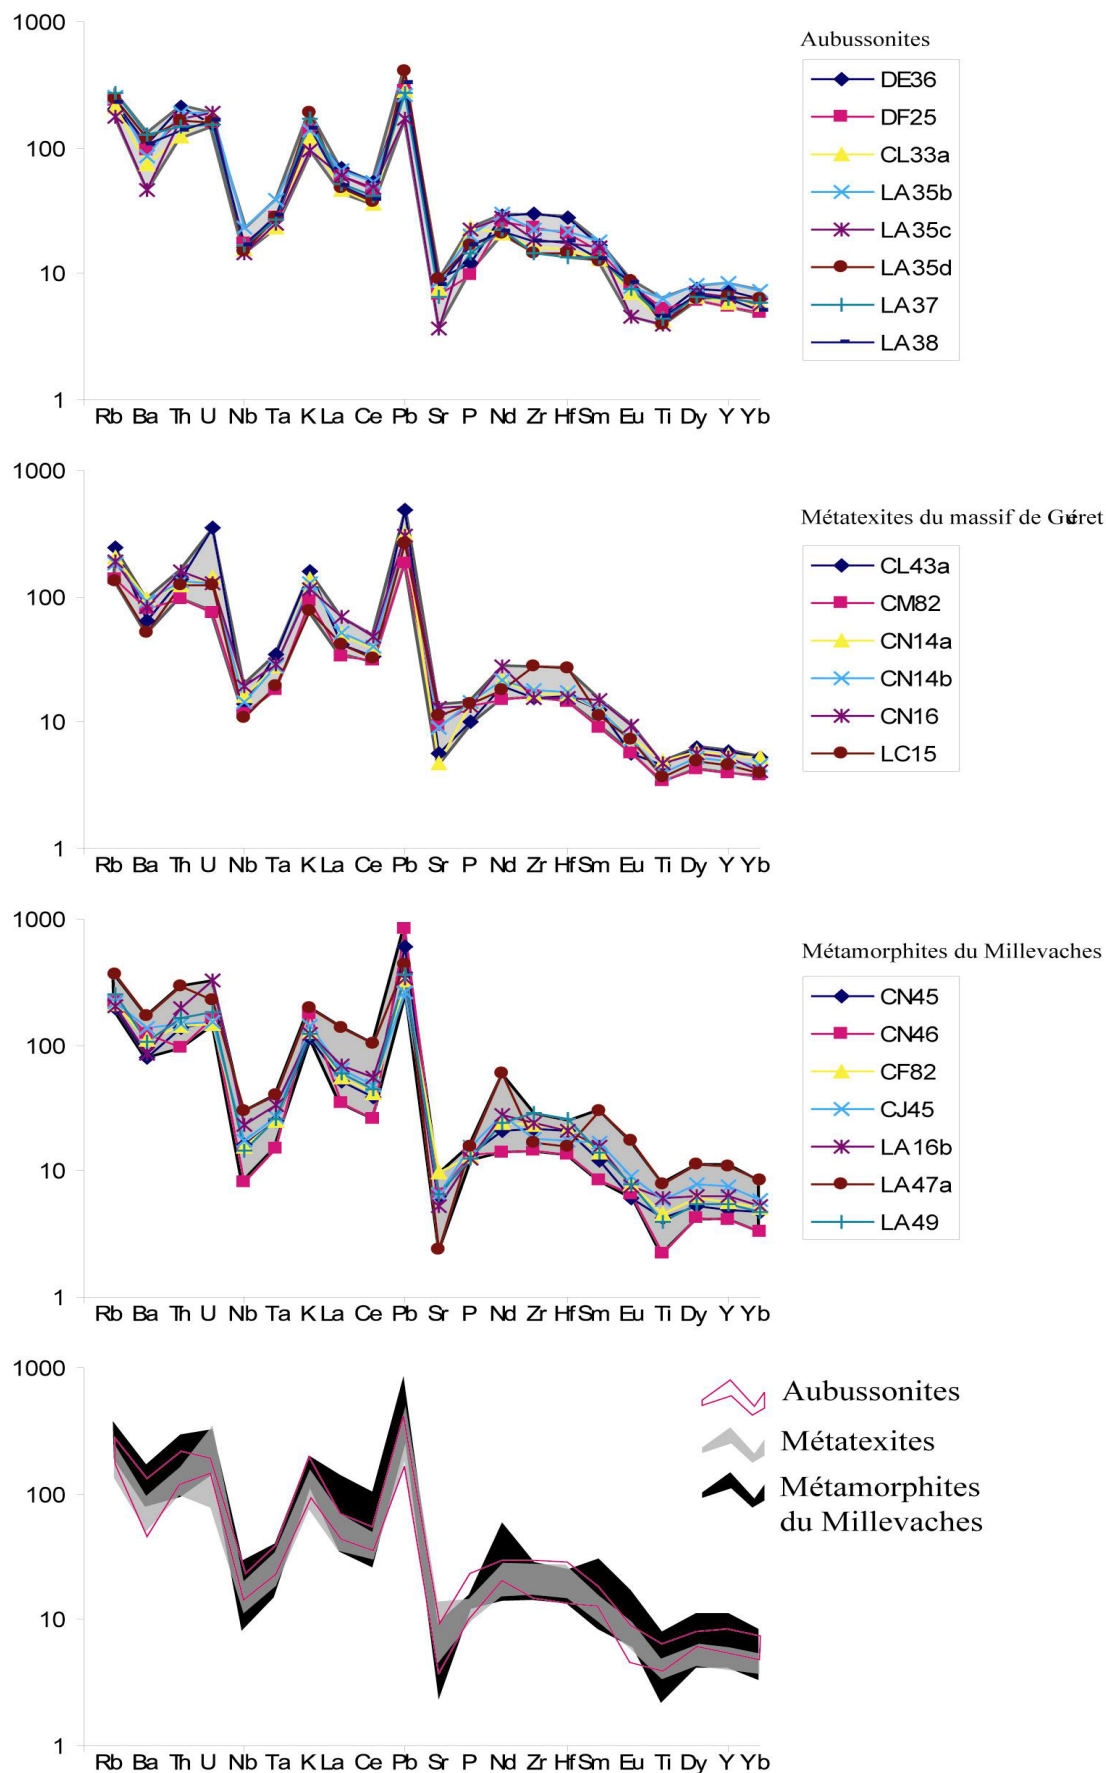 1000
100
10
1
Rb Ba Th U Nb Ta K La Ce Pb Sr P Nd Zr Hf Sm Eu Ti Dy Y Yb
Aubussonites
DE36
DF25
CL33a
LA35b
LA35c
LA35d
LA37
LA38
1000
100
10
1
Rb Ba Th U Nb Ta K La Ce Pb Sr P Nd Zr Hf Sm Eu Ti Dy Y Yb
Métatexites du massif de Guéret
CL43a
CM82
CN14a
CN14b
CN16
LC15
1000
100
10
1
Rb Ba Th U Nb Ta K La Ce Pb Sr P Nd Zr Hf Sm Eu Ti Dy Y Yb
Métamorphites du Millevaches
CN45
CN46
CF82
CJ45
LA16b
LA47a
LA49
1000
100
10
1
Rb Ba Th U Nb Ta K La Ce Pb Sr P Nd Zr Hf Sm Eu Ti Dy Y Yb
Aubussonites
Métatexites
Métamorphites
du Millevaches